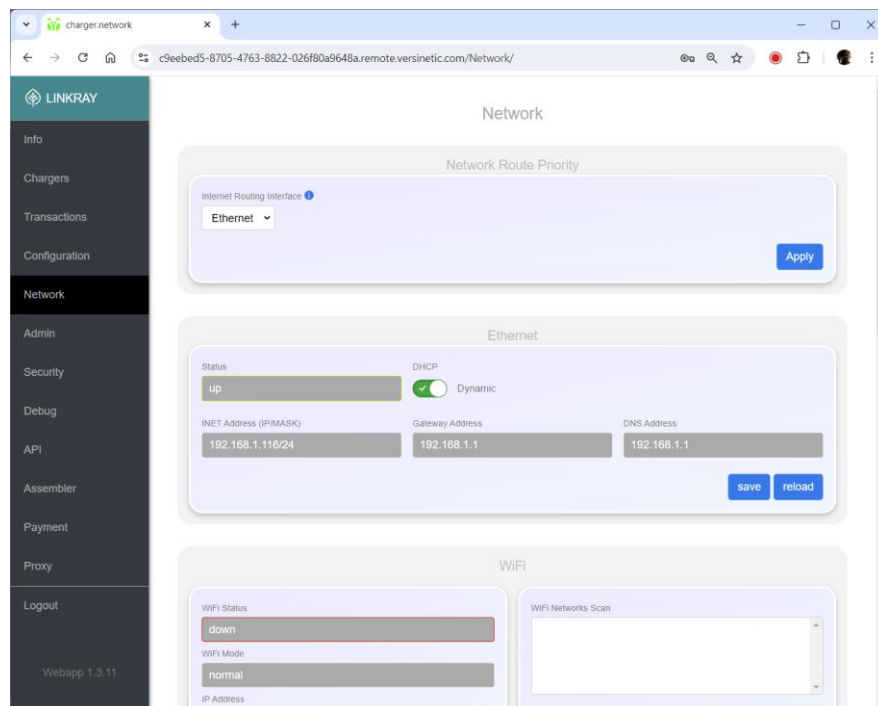 charger.network
c9eebed5-8705-4763-8822-026f80a9648a.remote.versinetic.com/Network/
LINKRAY
Info
Chargers
Transactions
Configuration
Network
Admin
Security
Debug
API
Assembler
Payment
Proxy
Logout
Webapp 1.3.11
Network
Network Route Priority
Internet Routing Interface
Ethernet
Apply
Ethernet
Status
DHCP
up
Dynamic
INET Address (IP/MASK)
Gateway Address
DNS Address
192.168.1.116/24
192.168.1.1
192.168.1.1
save
reload
WiFi
WiFi Status
down
WiFi Mode
normal
IP Address
WiFi Networks Scan